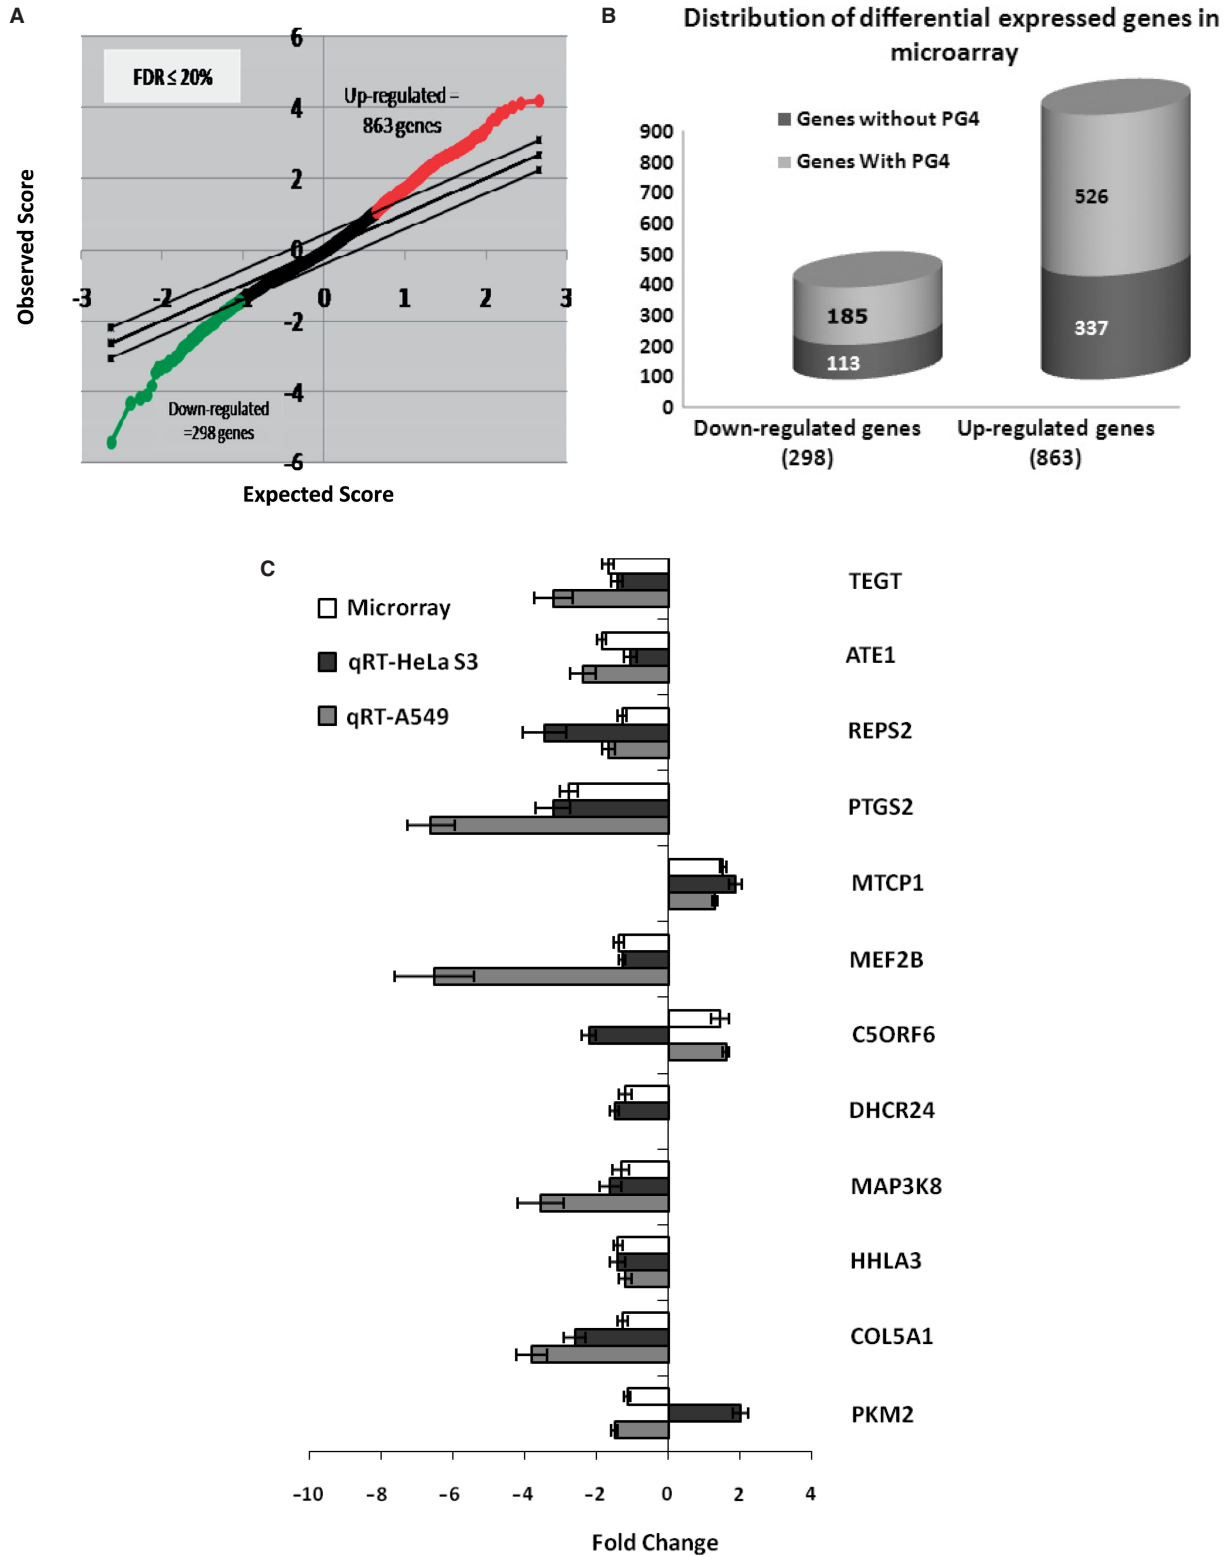 A
6
FDR ≤ 20%
Up-regulated =
863 genes
4
2
0
-3
-2
-1
0
1
2
3
-2
-4
Down-regulated
=298 genes
-6
Observed Score
Expected Score
B
Distribution of differential expressed genes in
microarray
Genes without PG4
Genes With PG4
900
800
700
600
500
400
300
200
100
0
185
113
526
337
Down-regulated genes
(298)
Up-regulated genes
(863)
C
Microrray
qRT-HeLa S3
qRT-A549
TEGT
ATE1
REPS2
PTGS2
MTCP1
MEF2B
C5ORF6
DHCR24
MAP3K8
HHLA3
COL5A1
PKM2
-10
-8
-6
-4
-2
0
2
4
Fold Change